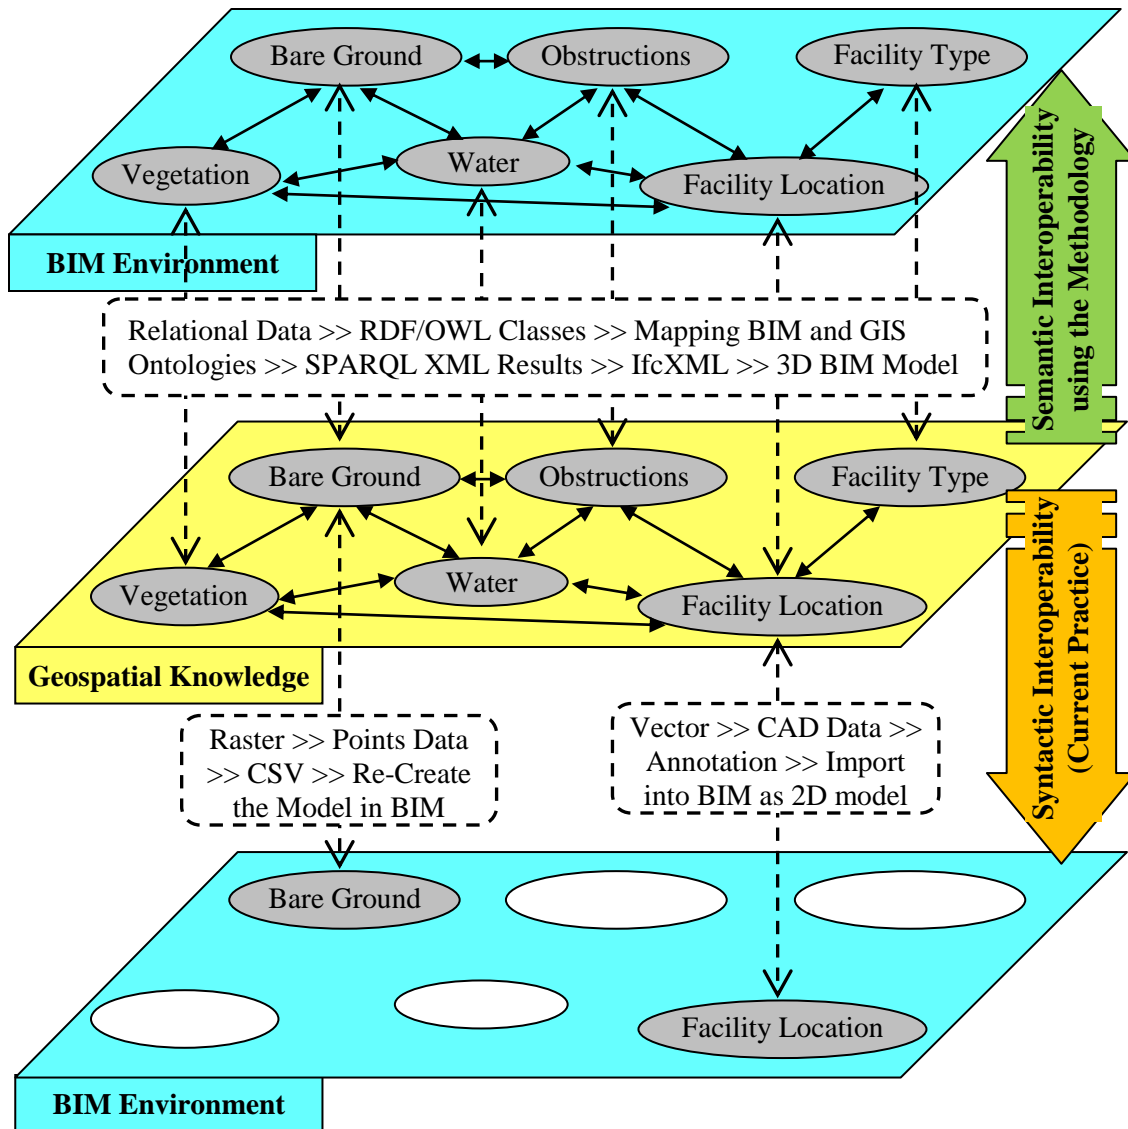 Bare Ground
Obstructions
Facility Type
Vegetation
Water
Facility Location
BIM Environment
Semantic Interoperability
using the Methodology
Relational Data >> RDF/OWL Classes >> Mapping BIM and GIS
Ontologies >> SPARQL XML Results >> IfcXML >> 3D BIM Model
Bare Ground
Obstructions
Facility Type
Vegetation
Water
Facility Location
Geospatial Knowledge
Syntactic Interoperability
(Current Practice)
Raster >> Points Data
>> CSV >> Re-Create
the Model in BIM
Vector >> CAD Data >>
Annotation >> Import
into BIM as 2D model
Bare Ground
Facility Location
BIM Environment